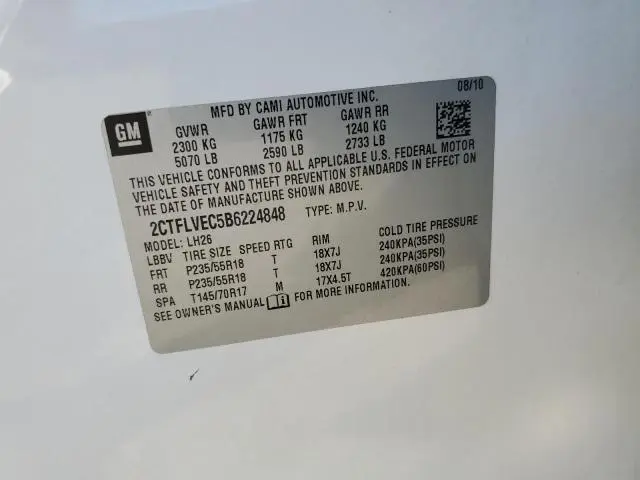 MFD BY CAMI AUTOMOTIVE INC. 08/10
GM
GVWR GAWR FRT GAWR RR
2300 KG 1175 KG 1240 KG
5070 LB 2590 LB 2733 LB
THIS VEHICLE CONFORMS TO ALL APPLICABLE U.S. FEDERAL MOTOR
VEHICLE SAFETY AND THEFT PREVENTION STANDARDS IN EFFECT ON
THE DATE OF MANUFACTURE SHOWN ABOVE.
2CTFLVEC5B6224848 TYPE: M.P.V.
MODEL: LH26
LBBV TIRE SIZE SPEED RTG RIM COLD TIRE PRESSURE
FRT P235/55R18 T 18X7J 240KPA(35PSI)
RR P235/55R18 T 18X7J 240KPA(35PSI)
SPA T145/70R17 M 17X4.5T 420KPA(60PSI)
SEE OWNER'S MANUAL FOR MORE INFORMATION.